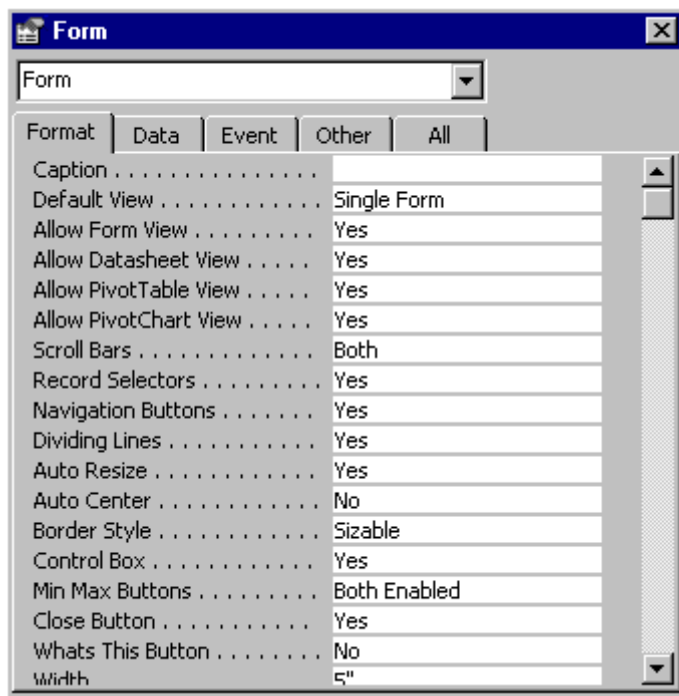 Form
Form
Format Data Event Other All
Caption . . . . . . . . . . . . . . .
Default View . . . . . . . . . . . . Single Form
Allow Form View . . . . . . . . . Yes
Allow Datasheet View . . . . . Yes
Allow PivotTable View . . . . . Yes
Allow PivotChart View . . . . . Yes
Scroll Bars . . . . . . . . . . . . . Both
Record Selectors . . . . . . . . . Yes
Navigation Buttons . . . . . . . Yes
Dividing Lines . . . . . . . . . . . Yes
Auto Resize . . . . . . . . . . . . Yes
Auto Center . . . . . . . . . . . . No
Border Style . . . . . . . . . . . . Sizable
Control Box . . . . . . . . . . . . Yes
Min Max Buttons . . . . . . . . . Both Enabled
Close Button . . . . . . . . . . . Yes
Whats This Button . . . . . . . . No
Width 5"